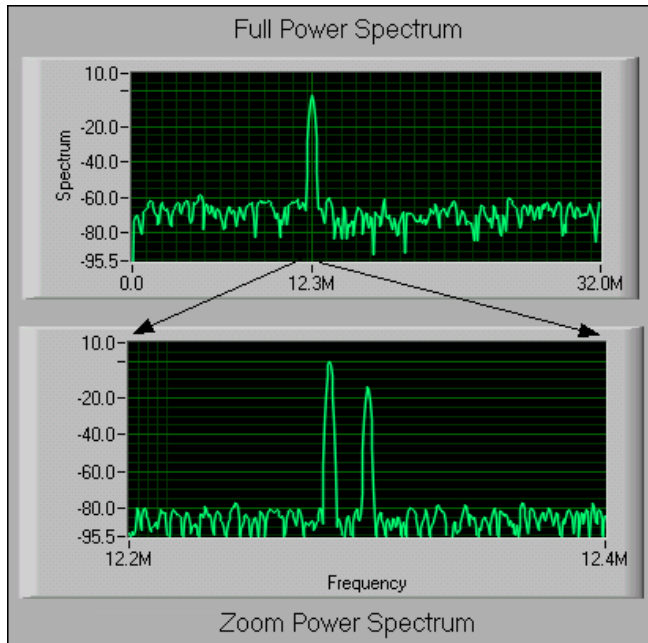 Full Power Spectrum
Spectrum
10.0
-20.0
-40.0
-60.0
-80.0
-95.5
0.0 12.3M 32.0M
10.0
-20.0
-40.0
-60.0
-80.0
-95.5
12.2M 12.4M
Frequency
Zoom Power Spectrum